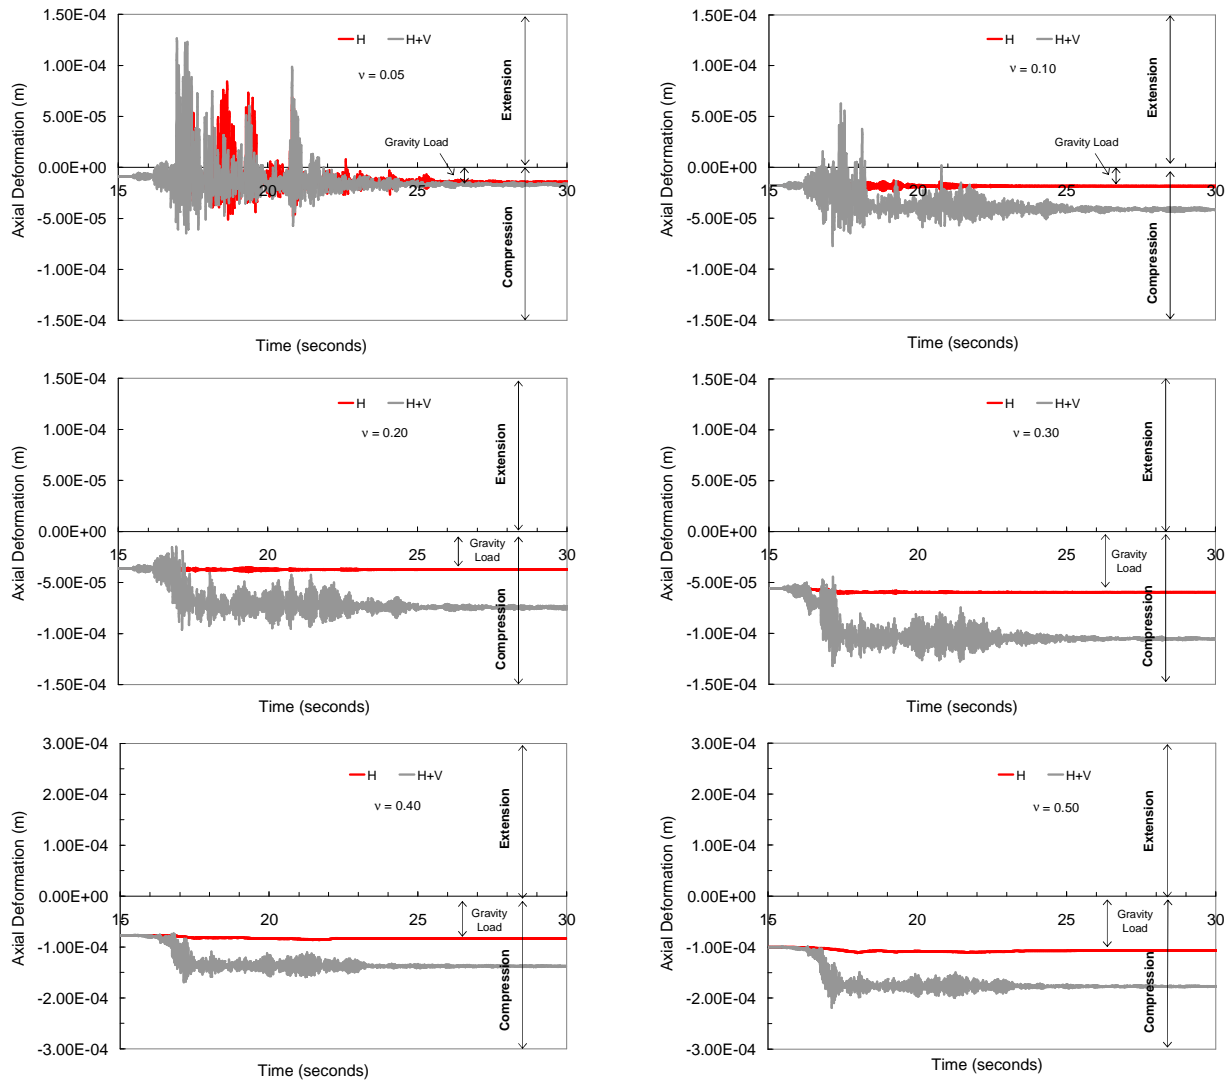 1.50E-04
1.00E-04
5.00E-05
0.00E+00
-5.00E-05
-1.00E-04
-1.50E-04
Axial Deformation (m)
H H+V
ν = 0.05
Extension
Gravity Load
Compression
15 20 25 30
Time (seconds)
1.50E-04
1.00E-04
5.00E-05
0.00E+00
-5.00E-05
-1.00E-04
-1.50E-04
Axial Deformation (m)
H H+V
ν = 0.10
Extension
Gravity Load
Compression
15 20 25 30
Time (seconds)
1.50E-04
1.00E-04
5.00E-05
0.00E+00
-5.00E-05
-1.00E-04
-1.50E-04
Axial Deformation (m)
H H+V
ν = 0.20
Extension
Gravity
Load
Compression
15 20 25 30
Time (seconds)
1.50E-04
1.00E-04
5.00E-05
0.00E+00
-5.00E-05
-1.00E-04
-1.50E-04
Axial Deformation (m)
H H+V
ν = 0.30
Extension
Gravity
Load
Compression
15 20 25 30
Time (seconds)
3.00E-04
2.00E-04
1.00E-04
0.00E+00
-1.00E-04
-2.00E-04
-3.00E-04
Axial Deformation (m)
H H+V
ν = 0.40
Extension
Gravity
Load
Compression
15 20 25 30
Time (seconds)
3.00E-04
2.00E-04
1.00E-04
0.00E+00
-1.00E-04
-2.00E-04
-3.00E-04
Axial Deformation (m)
H H+V
ν = 0.50
Extension
Gravity
Load
Compression
15 20 25 30
Time (seconds)